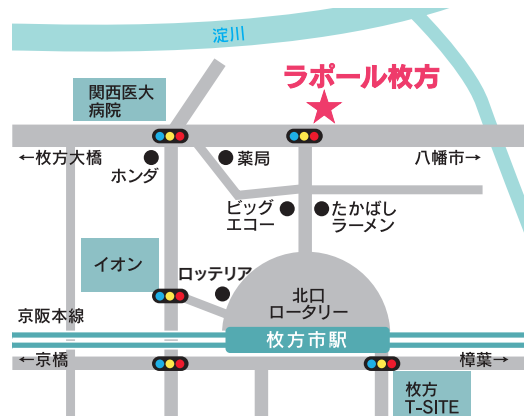 淀川
ラポール枚方
関西医大
病院
←枚方大橋
八幡市→
ホンダ
薬局
ビッグ
エコー
たかばし
ラーメン
イオン
ロッテリア
北口
ロータリー
京阪本線
枚方市駅
←京橋
樟葉→
枚方
T-SITE